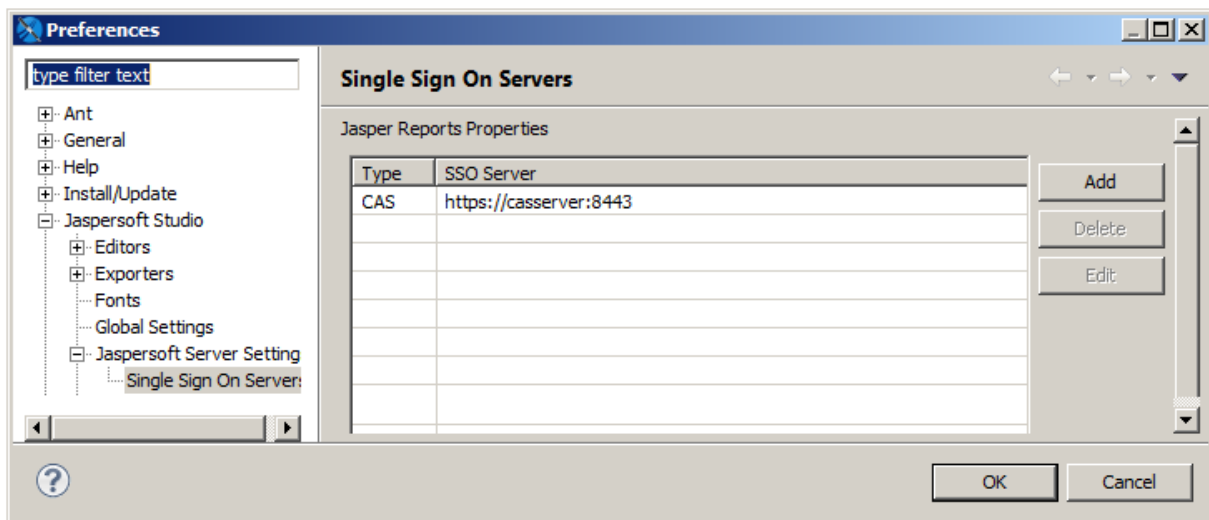 Preferences
type filter text
Single Sign On Servers
Ant
General
Help
Install/Update
Jaspersoft Studio
Editors
Exporters
Fonts
Global Settings
Jaspersoft Server Setting
Single Sign On Servers
Jasper Reports Properties
Type SSO Server
CAS https://casserver:8443
Add
Delete
Edit
?
OK Cancel